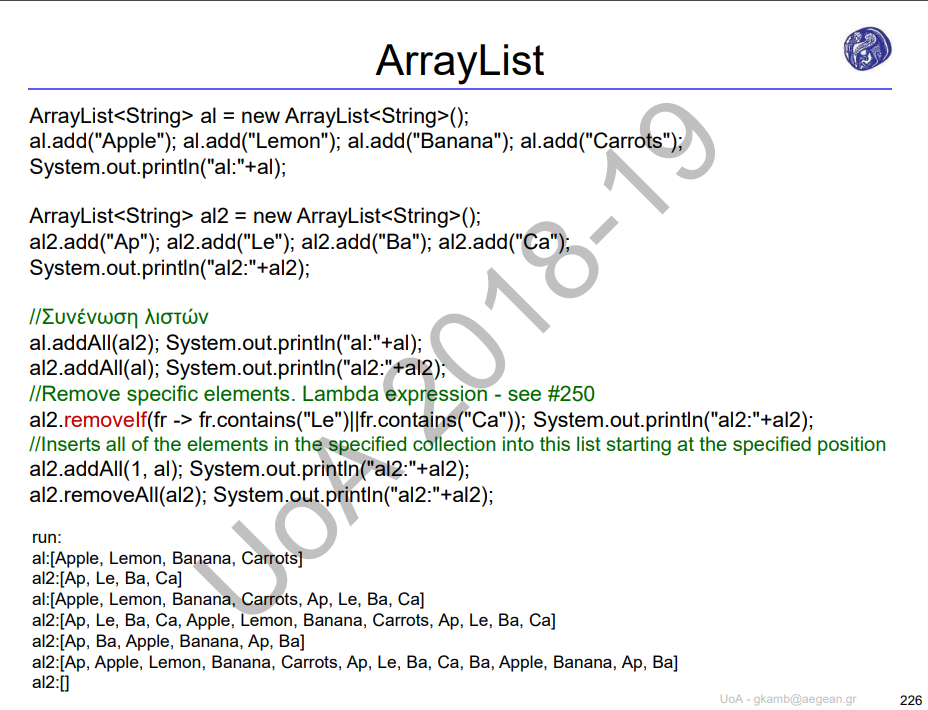 ArrayList
ArrayList<String> al = new ArrayList<String>();
al.add("Apple"); al.add("Lemon"); al.add("Banana"); al.add("Carrots");
System.out.println("al:"+al);
ArrayList<String> al2 = new ArrayList<String>();
al2.add("Ap"); al2.add("Le"); al2.add("Ba"); al2.add("Ca");
System.out.println("al2:"+al2);
//Συνένωση λιστών
al.addAll(al2); System.out.println("al:"+al);
al2.addAll(al); System.out.println("al2:"+al2);
//Remove specific elements. Lambda expression - see #250
al2.removeIf(fr -> fr.contains("Le")||fr.contains("Ca")); System.out.println("al2:"+al2);
//Inserts all of the elements in the specified collection into this list starting at the specified position
al2.addAll(1, al); System.out.println("al2:"+al2);
al2.removeAll(al2); System.out.println("al2:"+al2);
run:
al:[Apple, Lemon, Banana, Carrots]
al2:[Ap, Le, Ba, Ca]
al:[Apple, Lemon, Banana, Carrots, Ap, Le, Ba, Ca]
al2:[Ap, Le, Ba, Ca, Apple, Lemon, Banana, Carrots, Ap, Le, Ba, Ca]
al2:[Ap, Ba, Apple, Banana, Ap, Ba]
al2:[Ap, Apple, Lemon, Banana, Carrots, Ap, Le, Ba, Ca, Ba, Apple, Banana, Ap, Ba]
al2:[]
UoA 2018-19
UoA - gkamb@aegean.gr
226